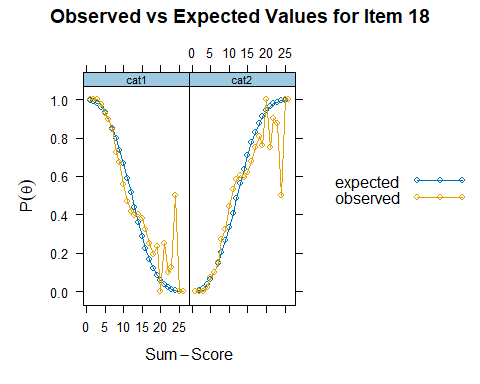 Observed vs Expected Values for Item 18
0 5 10 15 20 25
cat1 cat2
1.0
0.8
0.6
0.4
0.2
0.0
P(θ)
expected
observed
0 5 10 15 20 25
Sum−Score